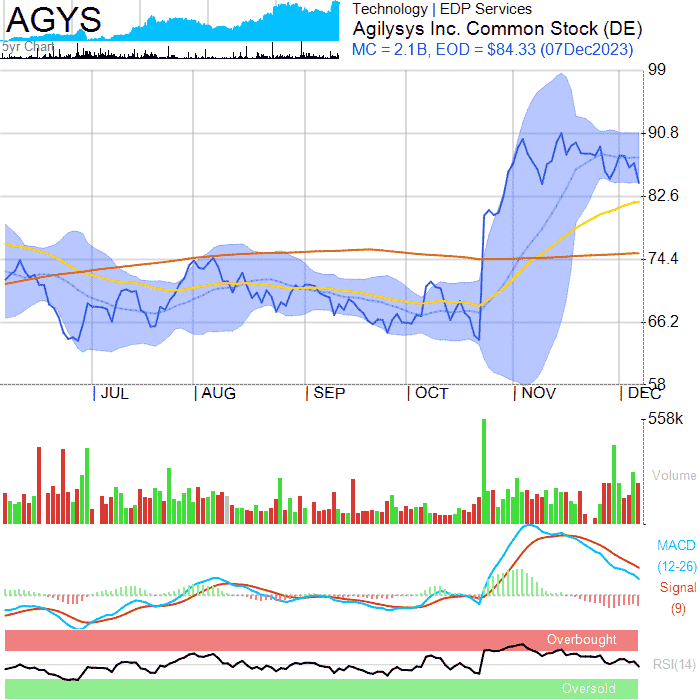 AGYS
5yr Chart
Technology | EDP Services
Agilysys Inc. Common Stock (DE)
MC = 2.1B, EOD = $84.33 (07Dec2023)
99
90.8
82.6
74.4
66.2
58
JUL AUG SEP OCT NOV DEC
558k
Volume
MACD
(12-26)
Signal
(9)
Overbought
RSI(14)
Oversold